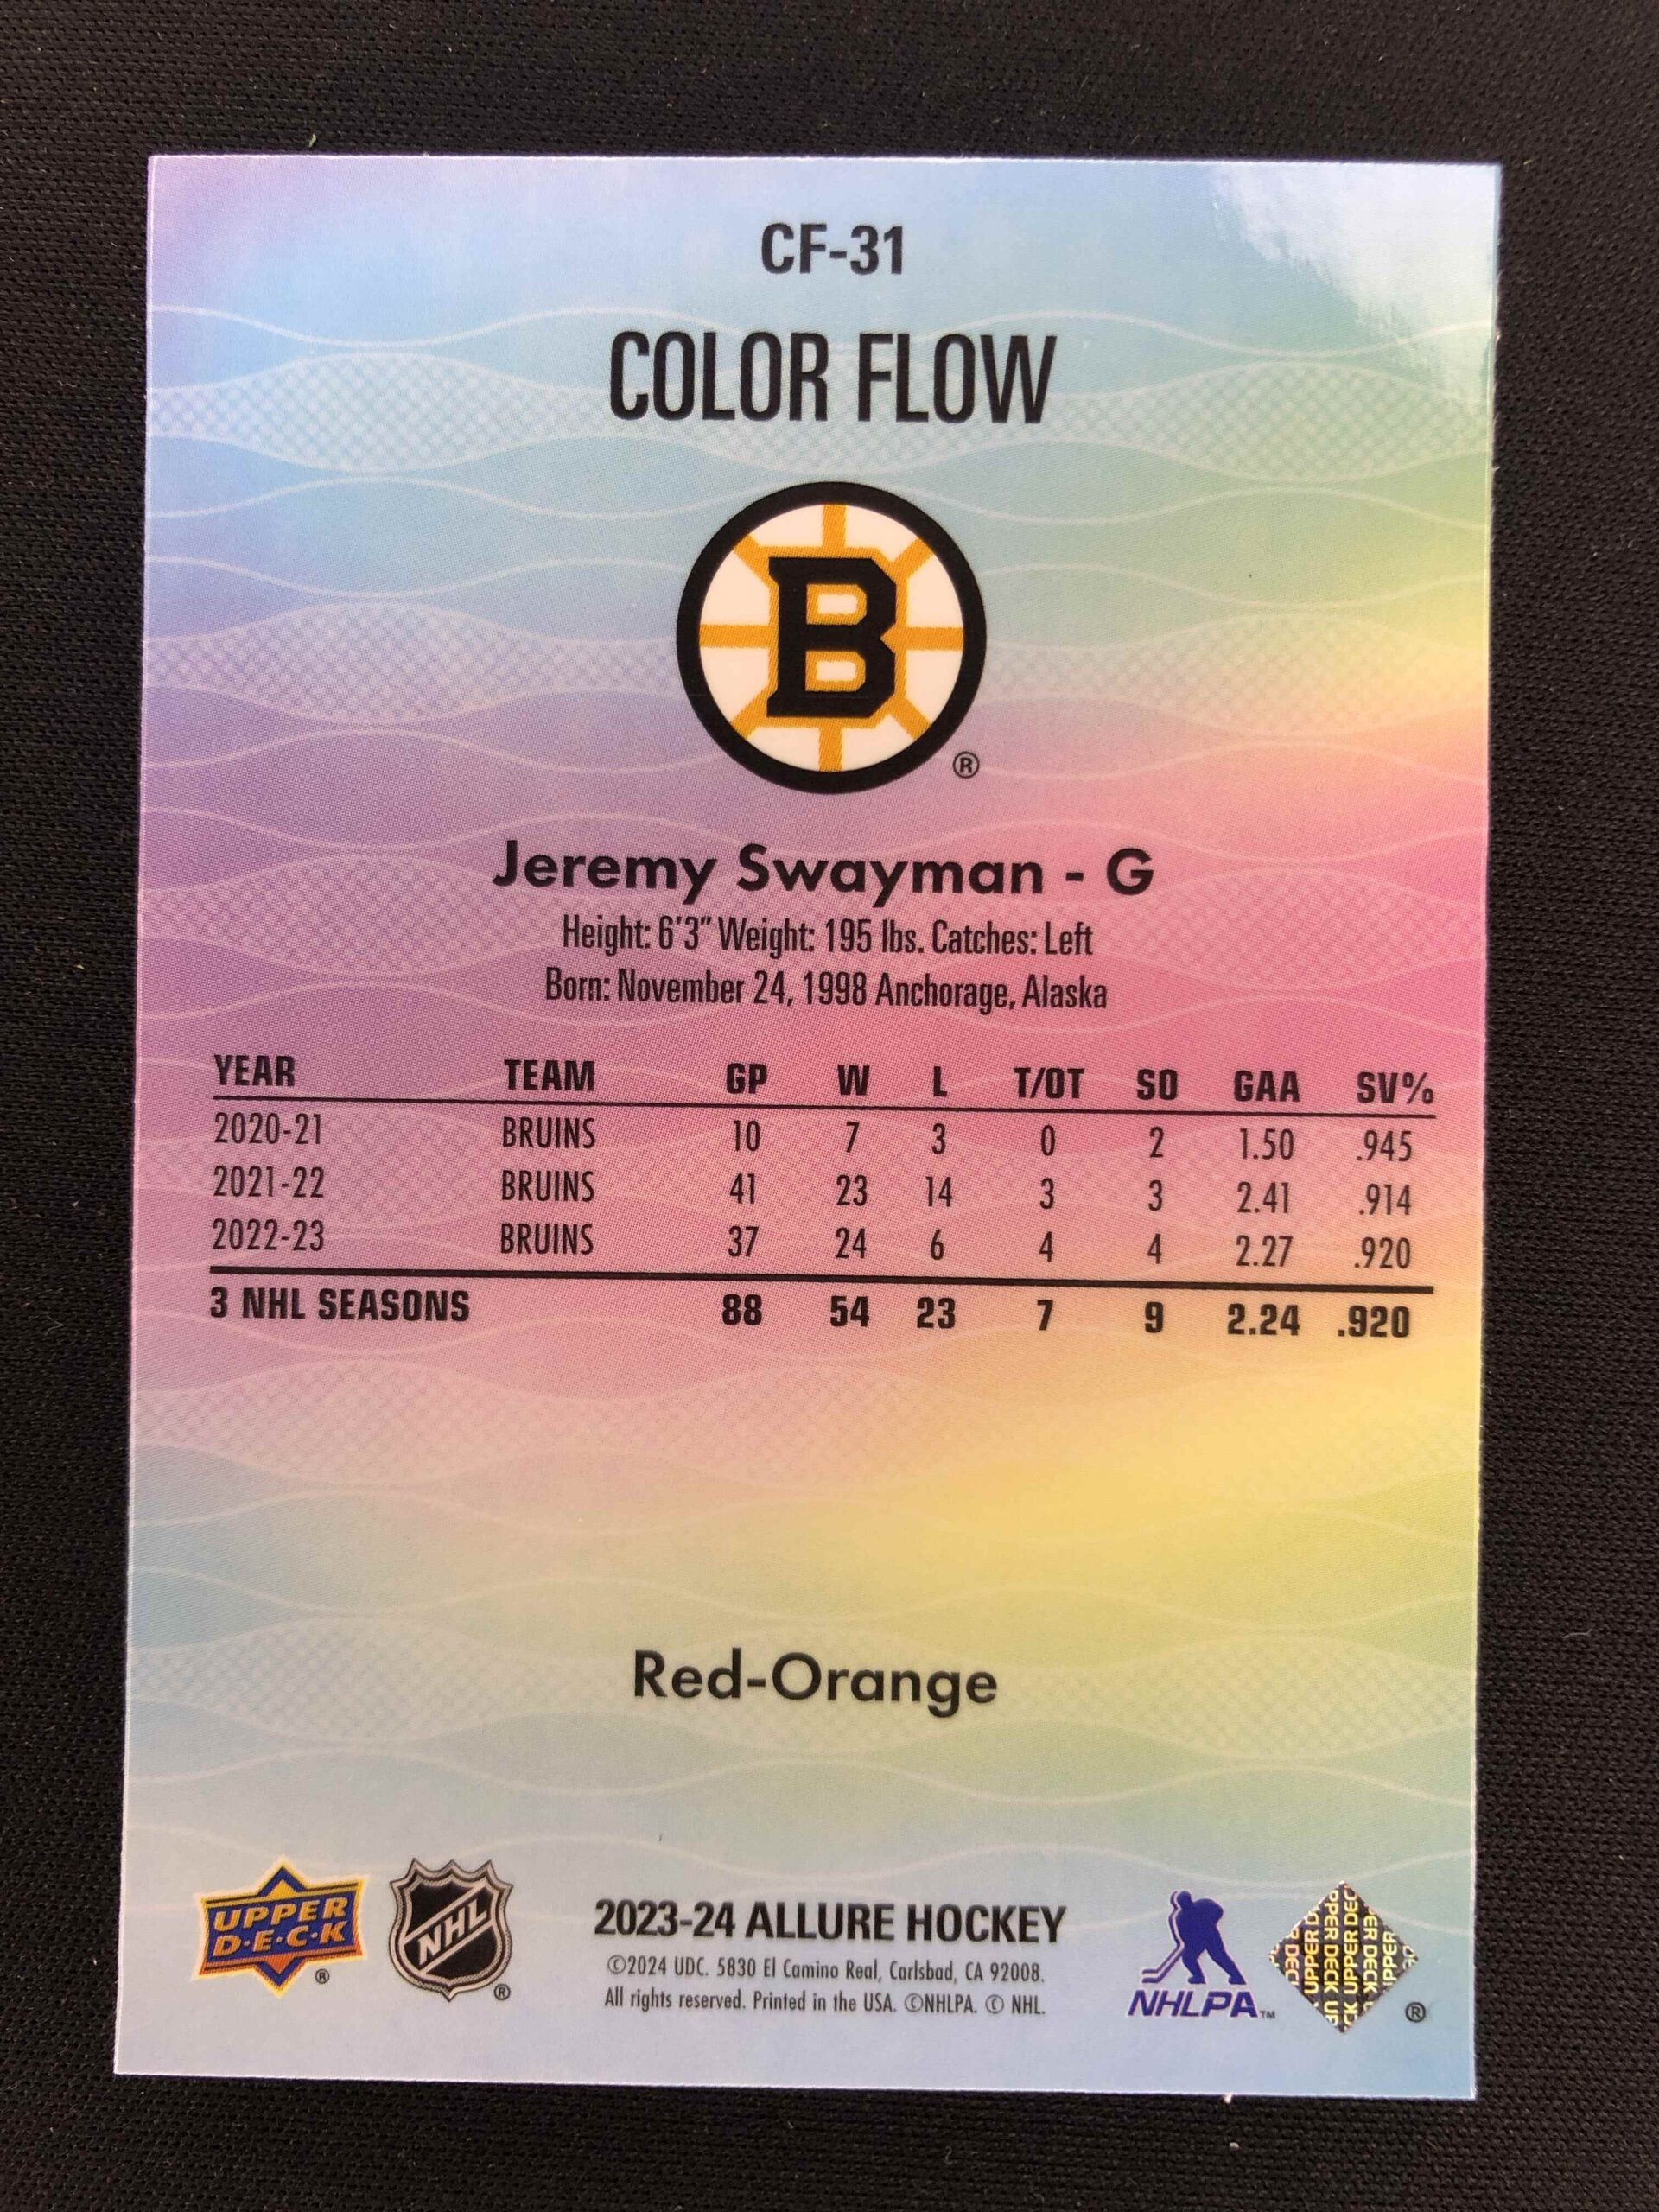 CF-31
COLOR FLOW
B
®
Jeremy Swayman - G
Height: 6'3" Weight: 195 lbs. Catches: Left
Born: November 24, 1998 Anchorage, Alaska
YEAR TEAM GP W L T/OT SO GAA SV%
2020-21 BRUINS 10 7 3 0 2 1.50 .945
2021-22 BRUINS 41 23 14 3 3 2.41 .914
2022-23 BRUINS 37 24 6 4 4 2.27 .920
3 NHL SEASONS 88 54 23 7 9 2.24 .920
Red-Orange
UPPER
D·E·C·K
®
NHL
®
2023-24 ALLURE HOCKEY
©2024 UDC. 5830 El Camino Real, Carlsbad, CA 92008.
All rights reserved. Printed in the USA. ©NHLPA. © NHL.
NHLPA™
UPPER DECK
®